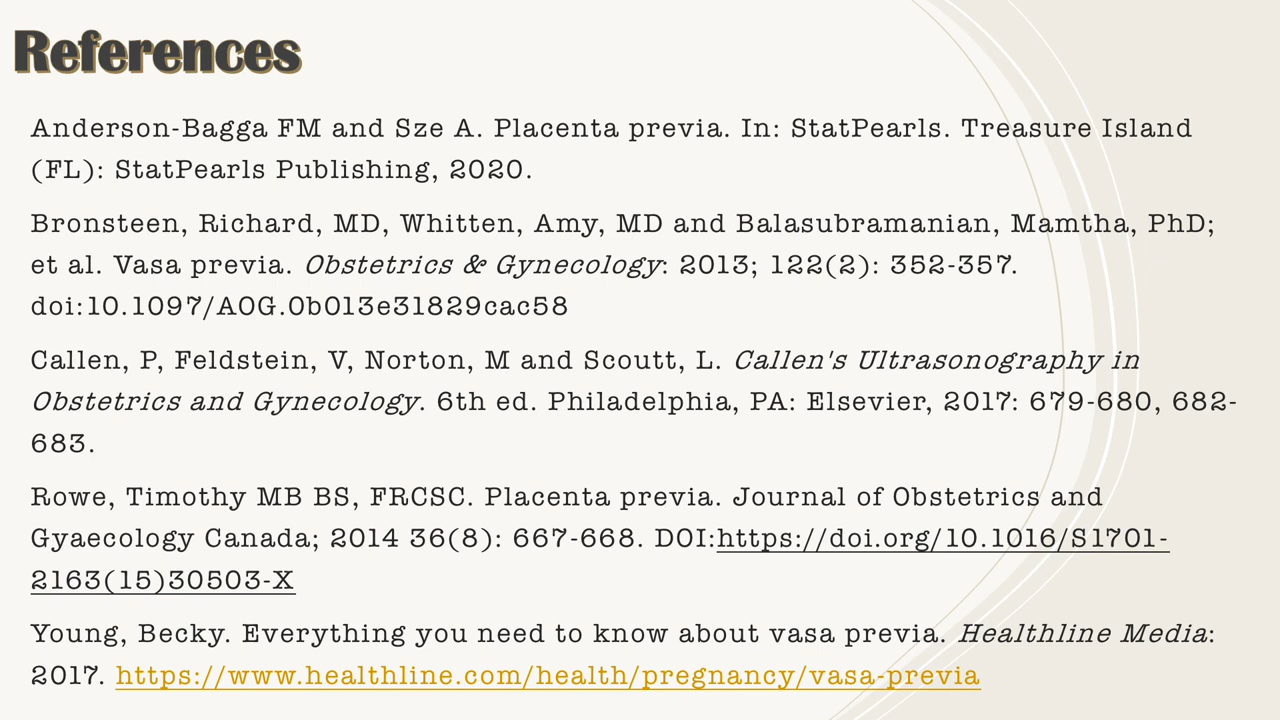 References
Anderson-Bagga FM and Sze A. Placenta previa. In: StatPearls. Treasure Island
(FL): StatPearls Publishing, 2020.
Bronsteen, Richard, MD, Whitten, Amy, MD and Balasubramanian, Mamtha, PhD;
et al. Vasa previa. Obstetrics & Gynecology: 2013; 122(2): 352-357.
doi:10.1097/AOG.0b013e31829cac58
Callen, P, Feldstein, V, Norton, M and Scoutt, L. Callen's Ultrasonography in
Obstetrics and Gynecology. 6th ed. Philadelphia, PA: Elsevier, 2017: 679-680, 682-
683.
Rowe, Timothy MB BS, FRCSC. Placenta previa. Journal of Obstetrics and
Gyaecology Canada; 2014 36(8): 667-668. DOI:https://doi.org/10.1016/S1701-
2163(15)30503-X
Young, Becky. Everything you need to know about vasa previa. Healthline Media:
2017. https://www.healthline.com/health/pregnancy/vasa-previa